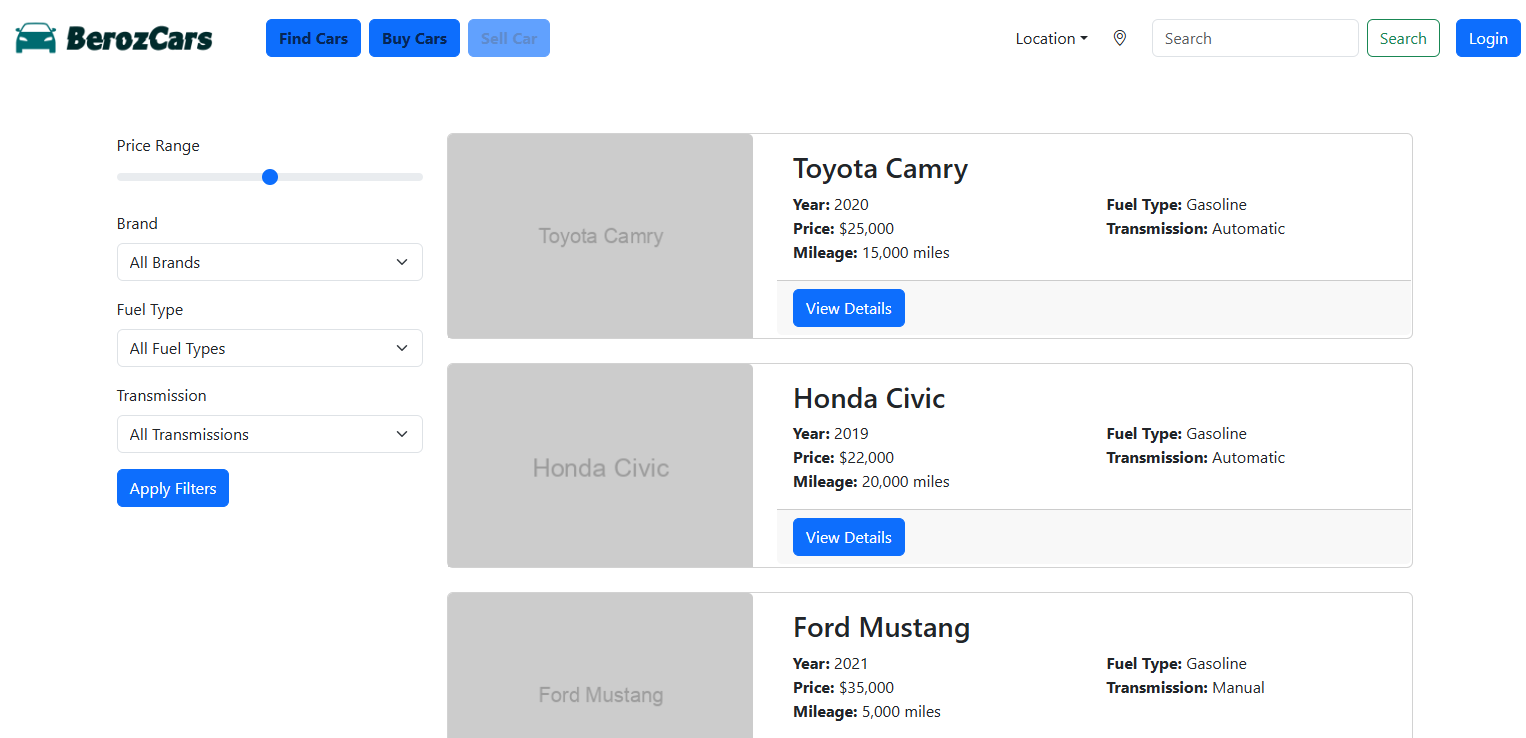 BerozCars
Find Cars
Buy Cars
Sell Car
Location
Search
Search
Login
Price Range
Brand
All Brands
Fuel Type
All Fuel Types
Transmission
All Transmissions
Apply Filters
Toyota Camry
Toyota Camry
Year: 2020
Price: $25,000
Mileage: 15,000 miles
Fuel Type: Gasoline
Transmission: Automatic
View Details
Honda Civic
Honda Civic
Year: 2019
Price: $22,000
Mileage: 20,000 miles
Fuel Type: Gasoline
Transmission: Automatic
View Details
Ford Mustang
Ford Mustang
Year: 2021
Price: $35,000
Mileage: 5,000 miles
Fuel Type: Gasoline
Transmission: Manual